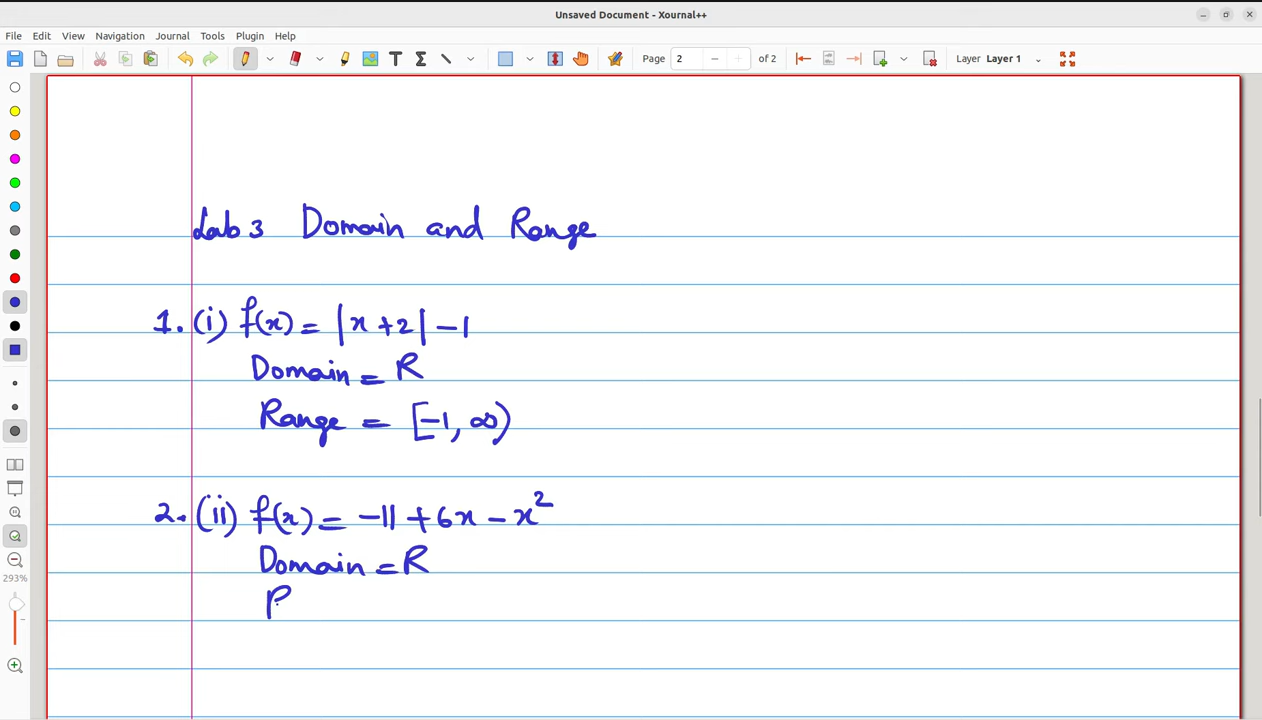 Unsaved Document - Xournal++
File Edit View Navigation Journal Tools Plugin Help
Page 2 of 2 Layer Layer 1
Lab 3 Domain and Range
1. (i) f(x) = |x + 2| - 1
Domain = R
Range = [-1, ∞)
2. (ii) f(x) = -11 + 6x - x²
Domain = R
R
293%